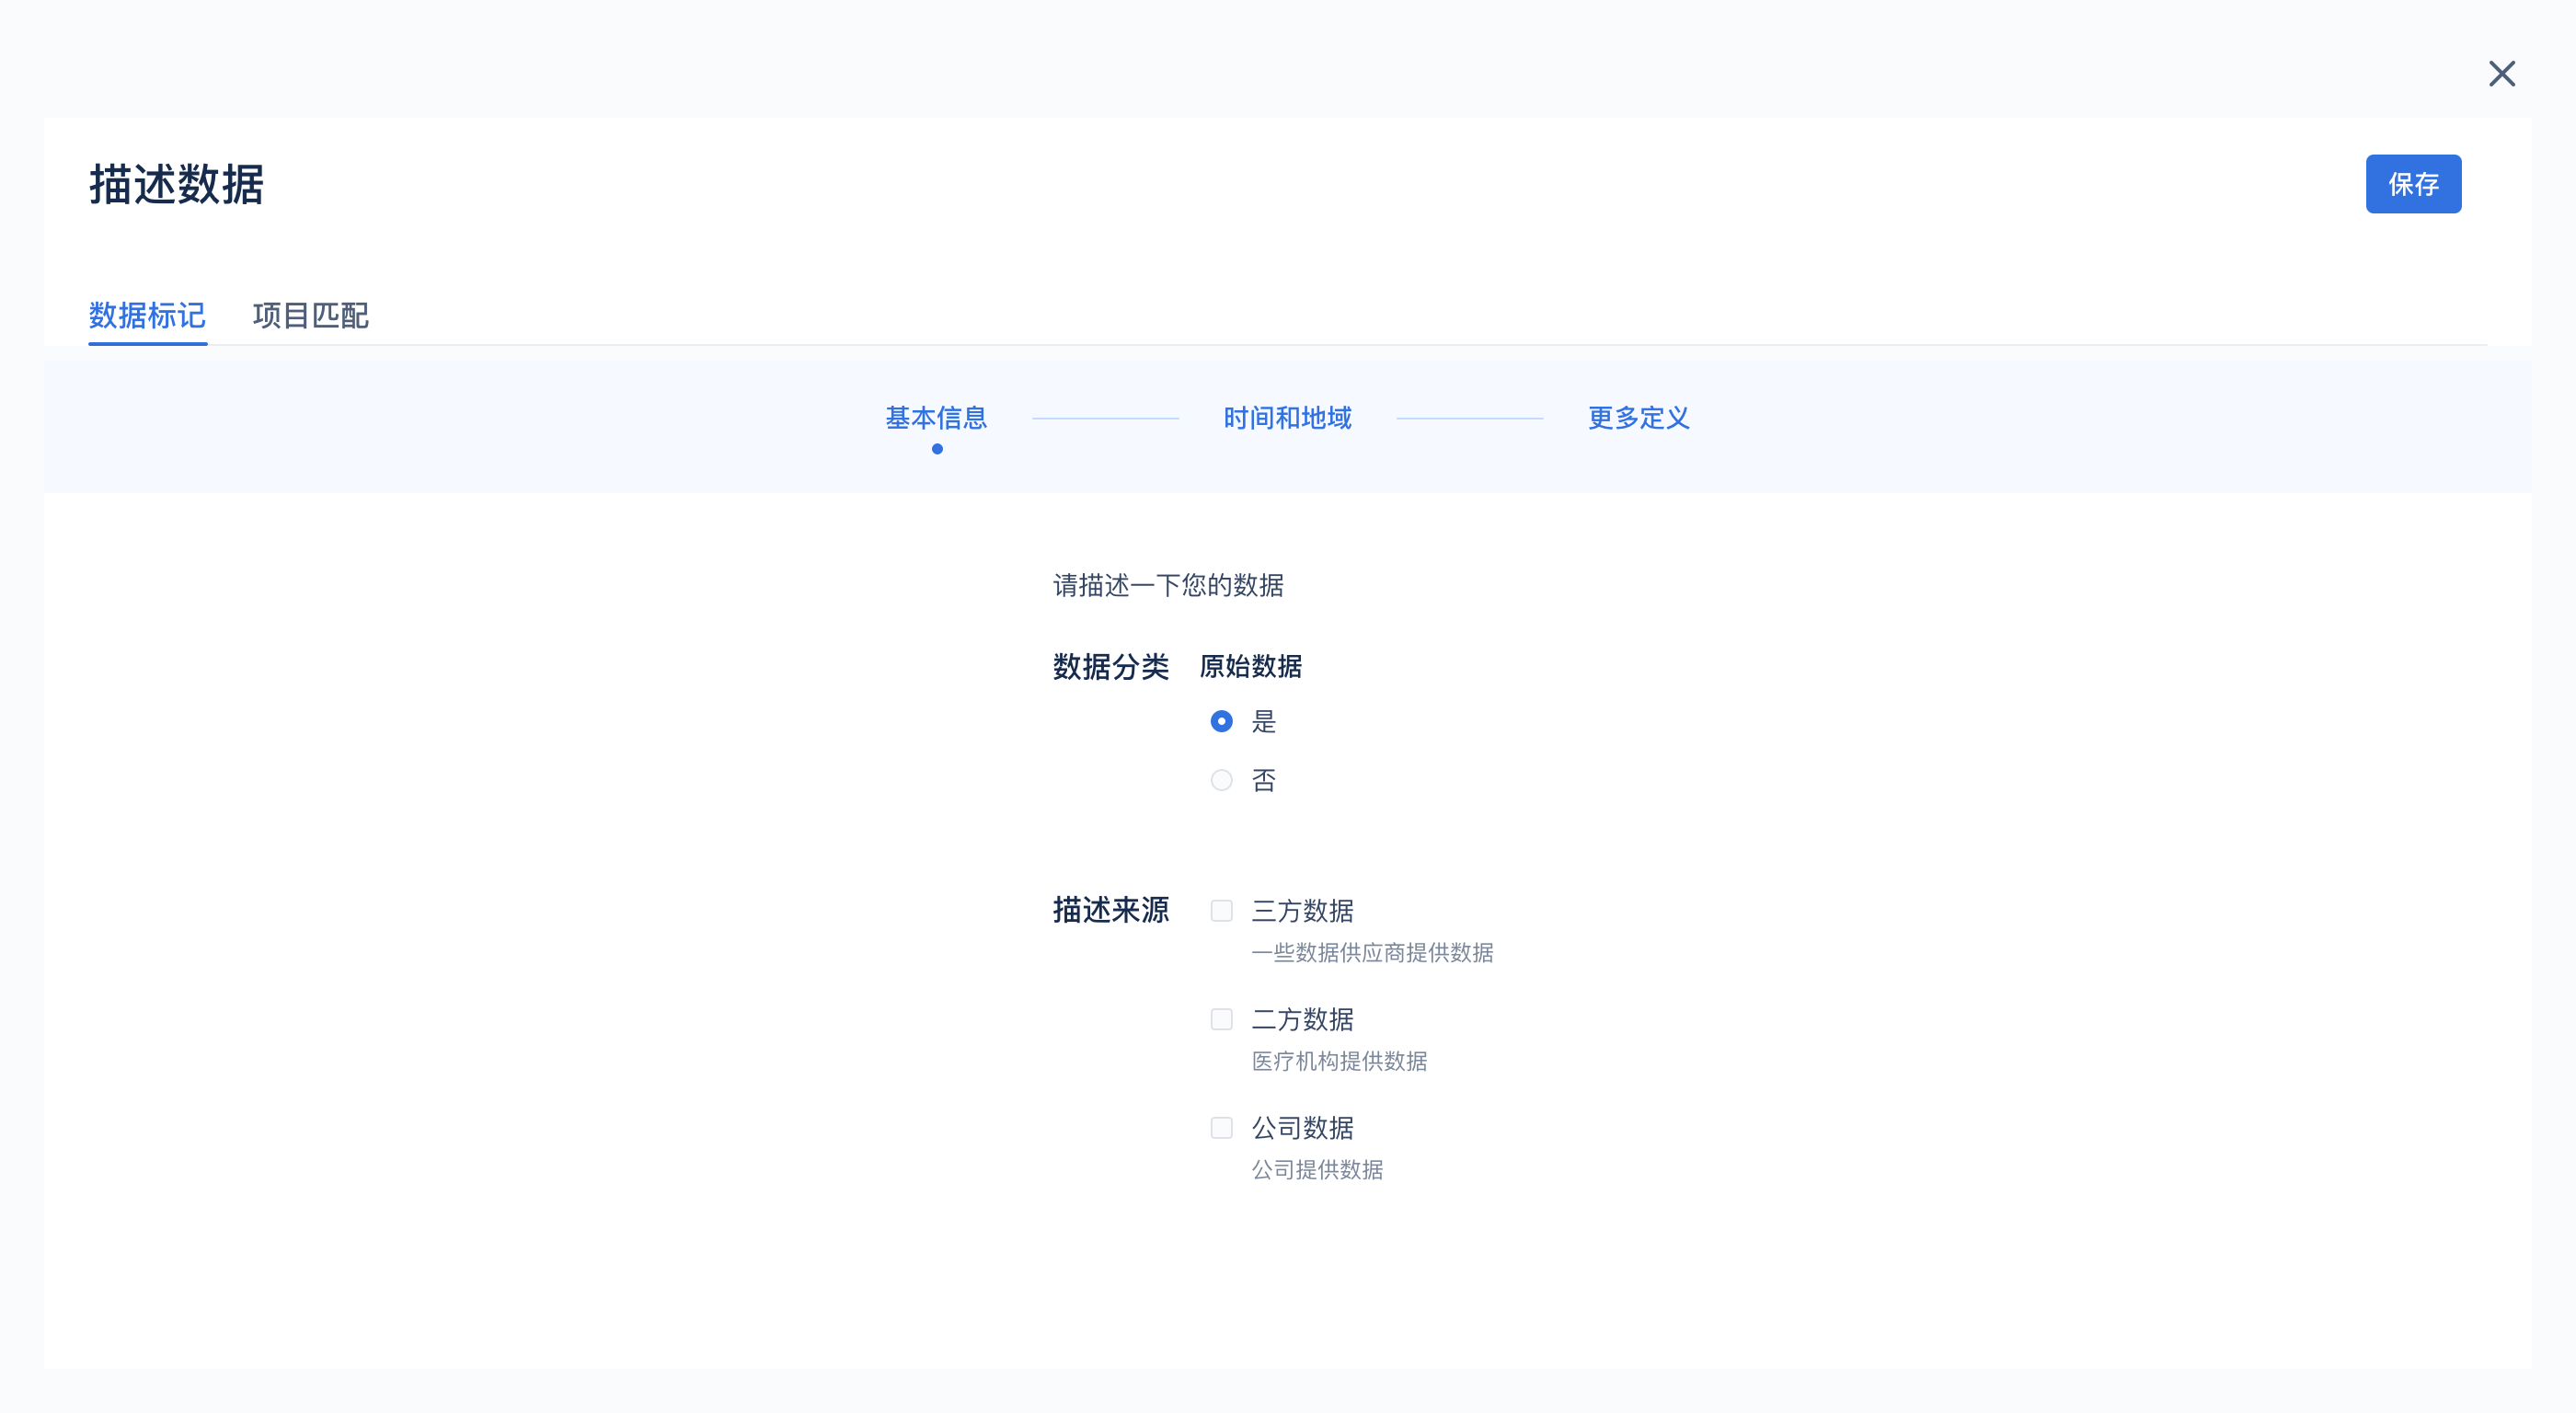 描述数据
保存
数据标记 项目匹配
基本信息 时间和地域 更多定义
请描述一下您的数据
数据分类 原始数据
是
否
描述来源 三方数据
一些数据供应商提供数据
二方数据
医疗机构提供数据
公司数据
公司提供数据